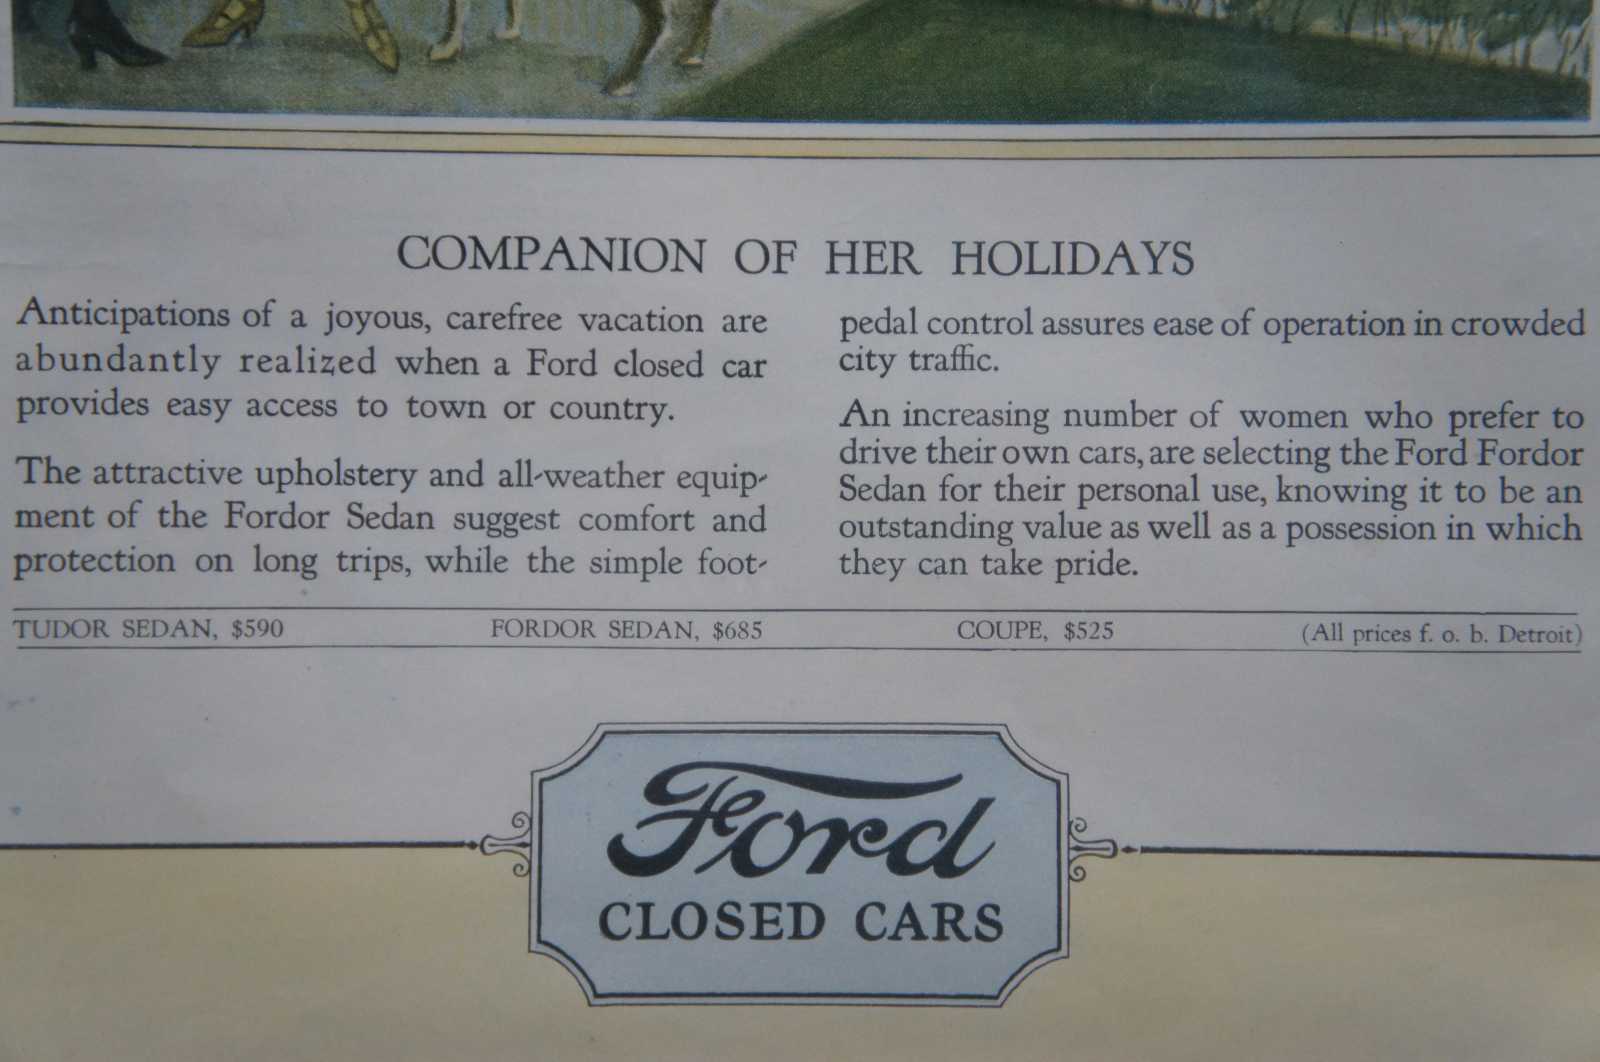 COMPANION OF HER HOLIDAYS
Anticipations of a joyous, carefree vacation are
abundantly realized when a Ford closed car
provides easy access to town or country.
The attractive upholstery and all-weather equip-
ment of the Fordor Sedan suggest comfort and
protection on long trips, while the simple foot-
pedal control assures ease of operation in crowded
city traffic.
An increasing number of women who prefer to
drive their own cars, are selecting the Ford Fordor
Sedan for their personal use, knowing it to be an
outstanding value as well as a possession in which
they can take pride.
TUDOR SEDAN, $590 FORDOR SEDAN, $685 COUPE, $525 (All prices f. o. b. Detroit)
Ford
CLOSED CARS